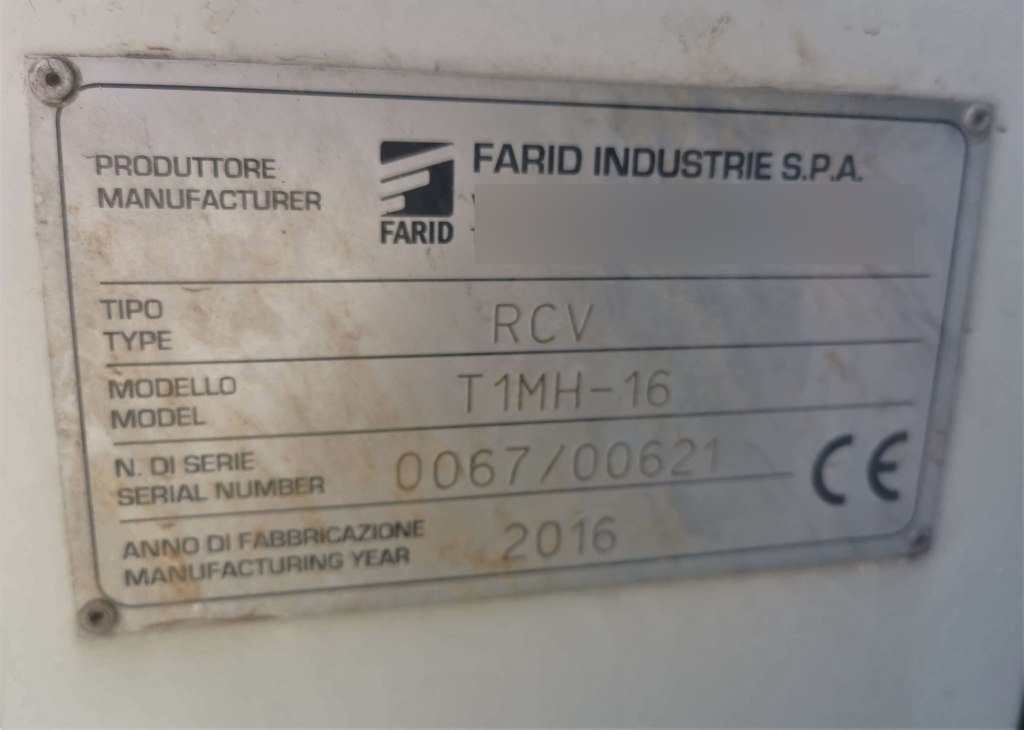 PRODUTTORE
MANUFACTURER
FARID
FARID INDUSTRIE S.P.A.
TIPO
TYPE
RCV
MODELLO
MODEL
T1MH-16
N. DI SERIE
SERIAL NUMBER
0067/00621
CE
ANNO DI FABBRICAZIONE
MANUFACTURING YEAR
2016